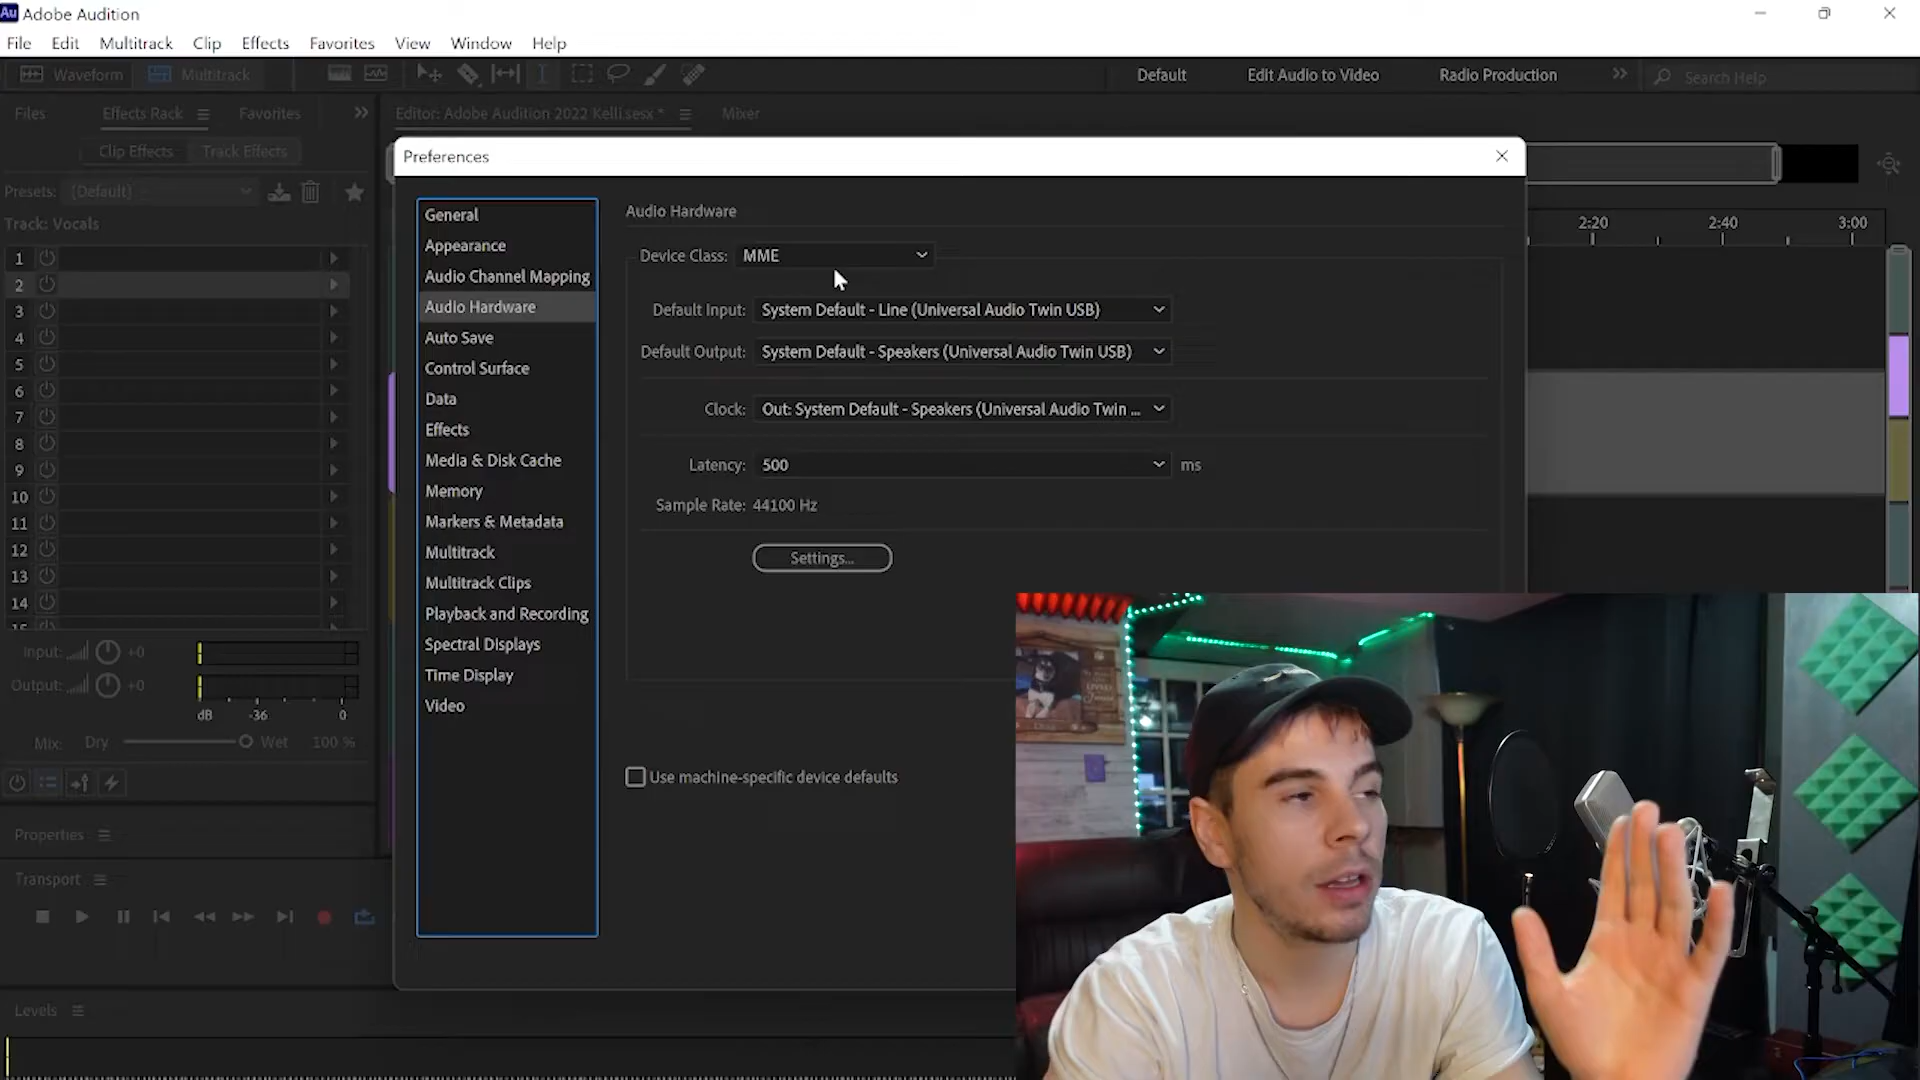 Au Adobe Audition
File Edit Multitrack Clip Effects Favorites View Window Help
Waveform Multitrack Default Edit Audio to Video Radio Production Search Help
Files Effects Rack Favorites Editor: Adobe Audition 2022 Kelli.sesx * Mixer
Clip Effects Track Effects
Presets: (Default)
Track: Vocals
1
2
3
4
5
6
7
8
9
10
11
12
13
14
15
Input: +0
Output: +0
dB -36 0
Mix: Dry Wet 100 %
Properties
Transport
Levels
Preferences
General
Appearance
Audio Channel Mapping
Audio Hardware
Auto Save
Control Surface
Data
Effects
Media & Disk Cache
Memory
Markers & Metadata
Multitrack
Multitrack Clips
Playback and Recording
Spectral Displays
Time Display
Video
Audio Hardware
Device Class: MME
Default Input: System Default - Line (Universal Audio Twin USB)
Default Output: System Default - Speakers (Universal Audio Twin USB)
Clock: Out: System Default - Speakers (Universal Audio Twin ...
Latency: 500 ms
Sample Rate: 44100 Hz
Settings...
Use machine-specific device defaults
2:20 2:40 3:00